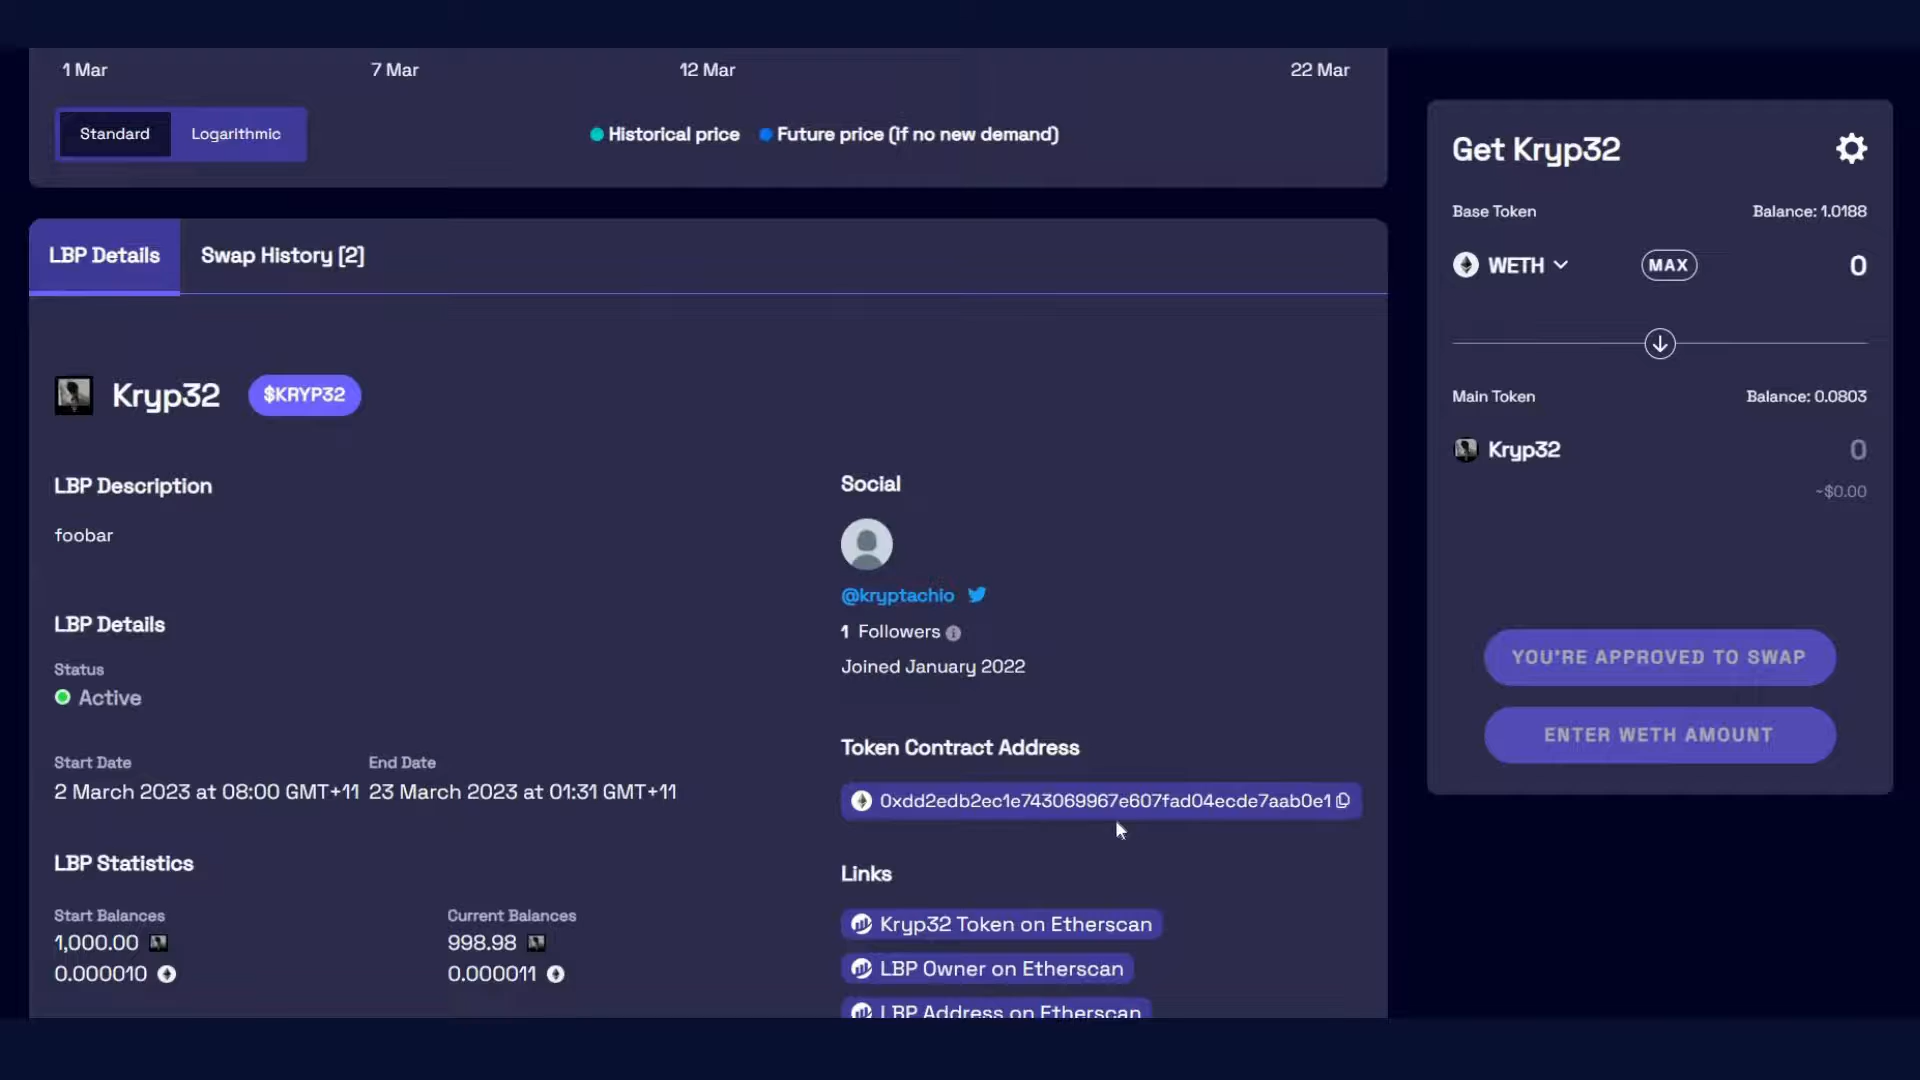 1 Mar 7 Mar 12 Mar 22 Mar
Standard Logarithmic
Historical price Future price (if no new demand)
LBP Details Swap History [2]
Kryp32 $KRYP32
LBP Description
foobar
LBP Details
Status
Active
Start Date End Date
2 March 2023 at 08:00 GMT+11 23 March 2023 at 01:31 GMT+11
LBP Statistics
Start Balances Current Balances
1,000.00 998.98
0.000010 0.000011
Social
@kryptachio
1 Followers
Joined January 2022
Token Contract Address
0xdd2edb2ec1e743069967e607fad04ecde7aab0e1
Links
Kryp32 Token on Etherscan
LBP Owner on Etherscan
LBP Address on Etherscan
Get Kryp32
Base Token Balance: 1.0188
WETH MAX 0
Main Token Balance: 0.0803
Kryp32 0
~$0.00
YOU'RE APPROVED TO SWAP
ENTER WETH AMOUNT